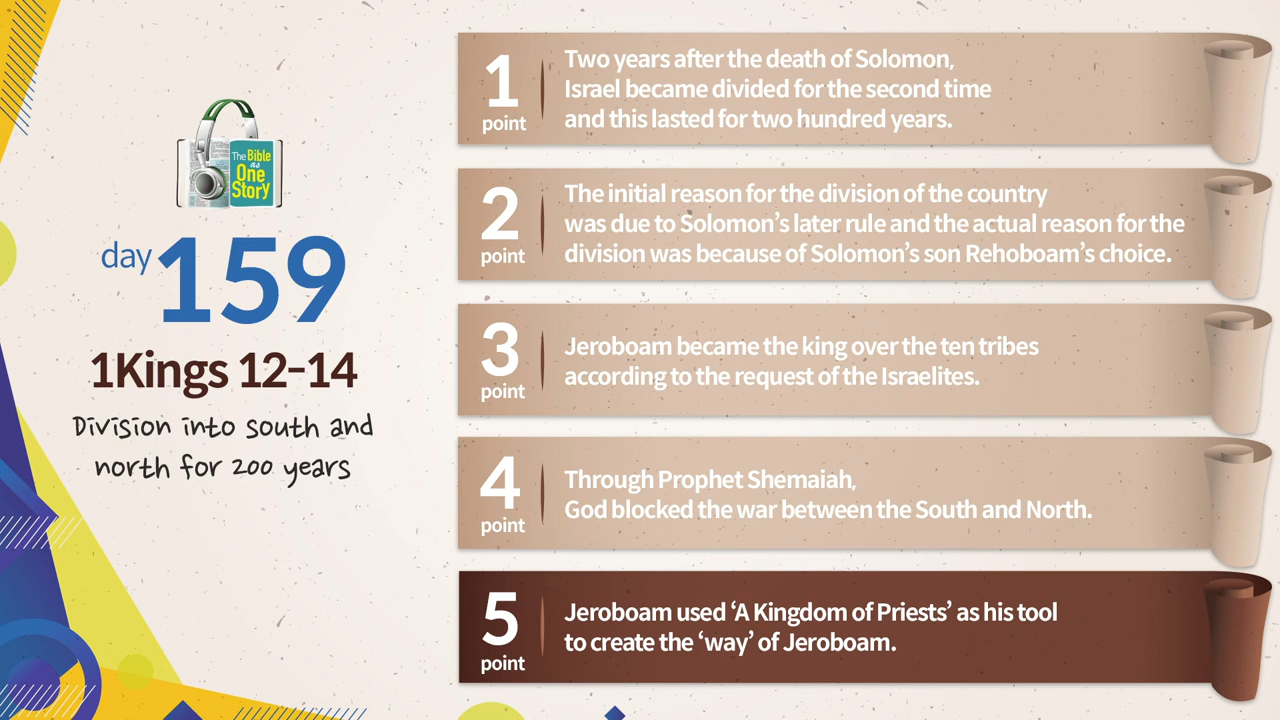 The Bible
as
One
Story
day 159
1Kings 12-14
Division into south and
north for 200 years
1
point
Two years after the death of Solomon,
Israel became divided for the second time
and this lasted for two hundred years.
2
point
The initial reason for the division of the country
was due to Solomon’s later rule and the actual reason for the
division was because of Solomon’s son Rehoboam’s choice.
3
point
Jeroboam became the king over the ten tribes
according to the request of the Israelites.
4
point
Through Prophet Shemaiah,
God blocked the war between the South and North.
5
point
Jeroboam used ‘A Kingdom of Priests’ as his tool
to create the ‘way’ of Jeroboam.